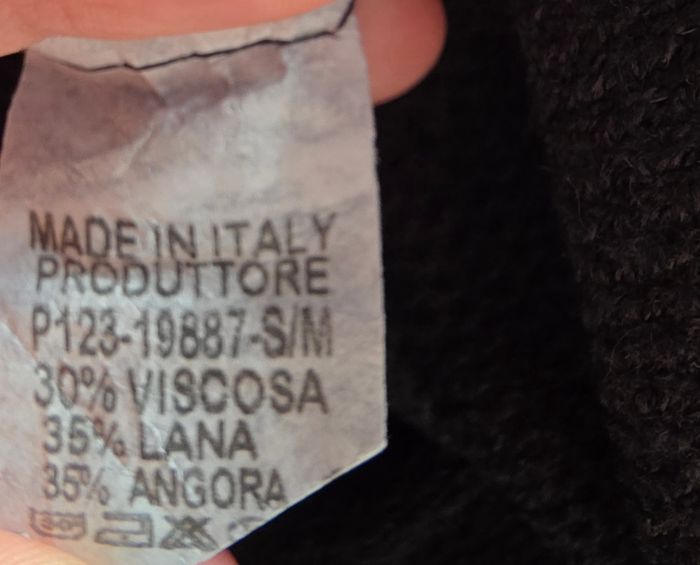 MADE IN ITALY
PRODUTTORE
P123-19887-S/M
30% VISCOSA
35% LANA
35% ANGORA